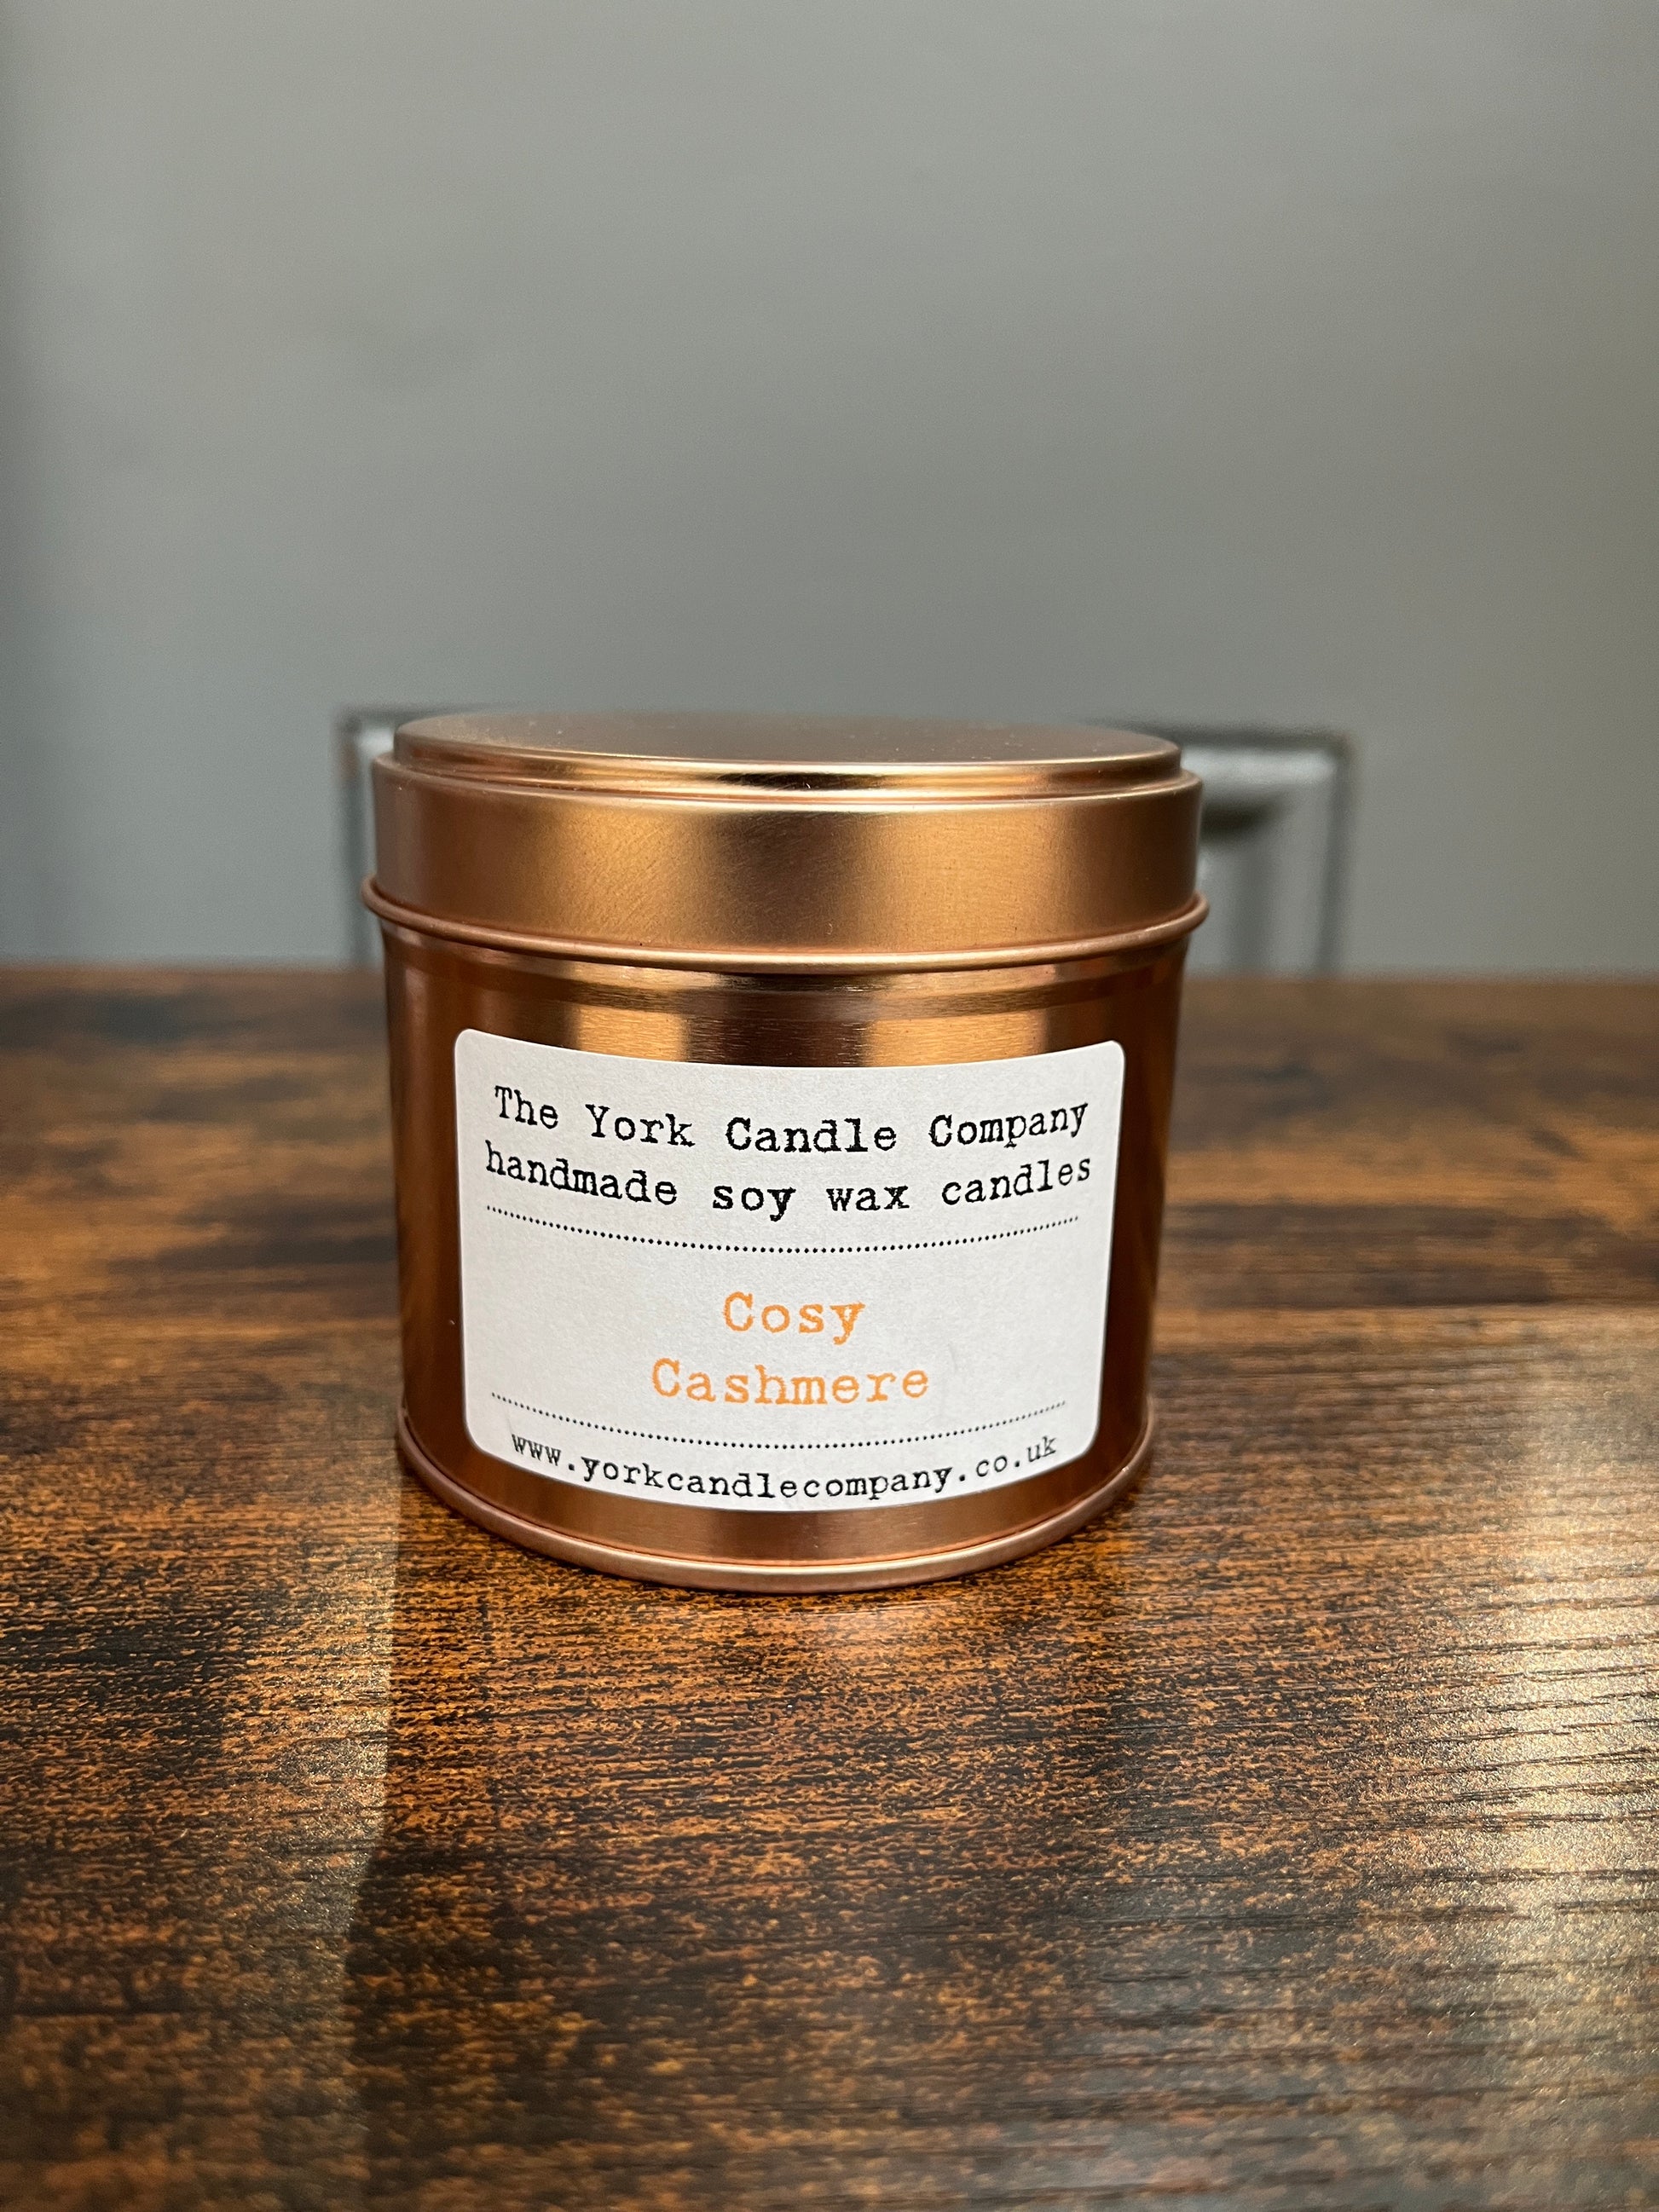 The York Candle Company
handmade soy wax candles
Cosy
Cashmere
www.yorkcandlecompany.co.uk